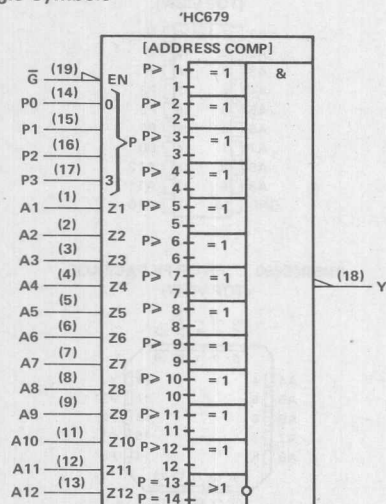 'HC679
[ADDRESS COMP]
G̅ (19) EN P⩾ 1 = 1 &
1
P0 (14) 0 P⩾ 2 = 1
2
P1 (15) P P⩾ 3 = 1
3
P2 (16) P⩾ 4 = 1
4
P3 (17) 3
A1 (1) Z1 P⩾ 5 = 1
5
A2 (2) Z2 P⩾ 6 = 1
6
A3 (3) Z3 P⩾ 7 = 1 (18) Y
7
A4 (4) Z4
A5 (5) Z5 P⩾ 8 = 1
8
A6 (6) Z6 P⩾ 9 = 1
9
A7 (7) Z7
A8 (8) Z8 P⩾ 10 = 1
10
A9 (9) Z9 P⩾ 11 = 1
11
A10 (11) Z10 P⩾12 = 1
12
A11 (12) Z11 P = 13 ⩾1
A12 (13) Z12 P = 14